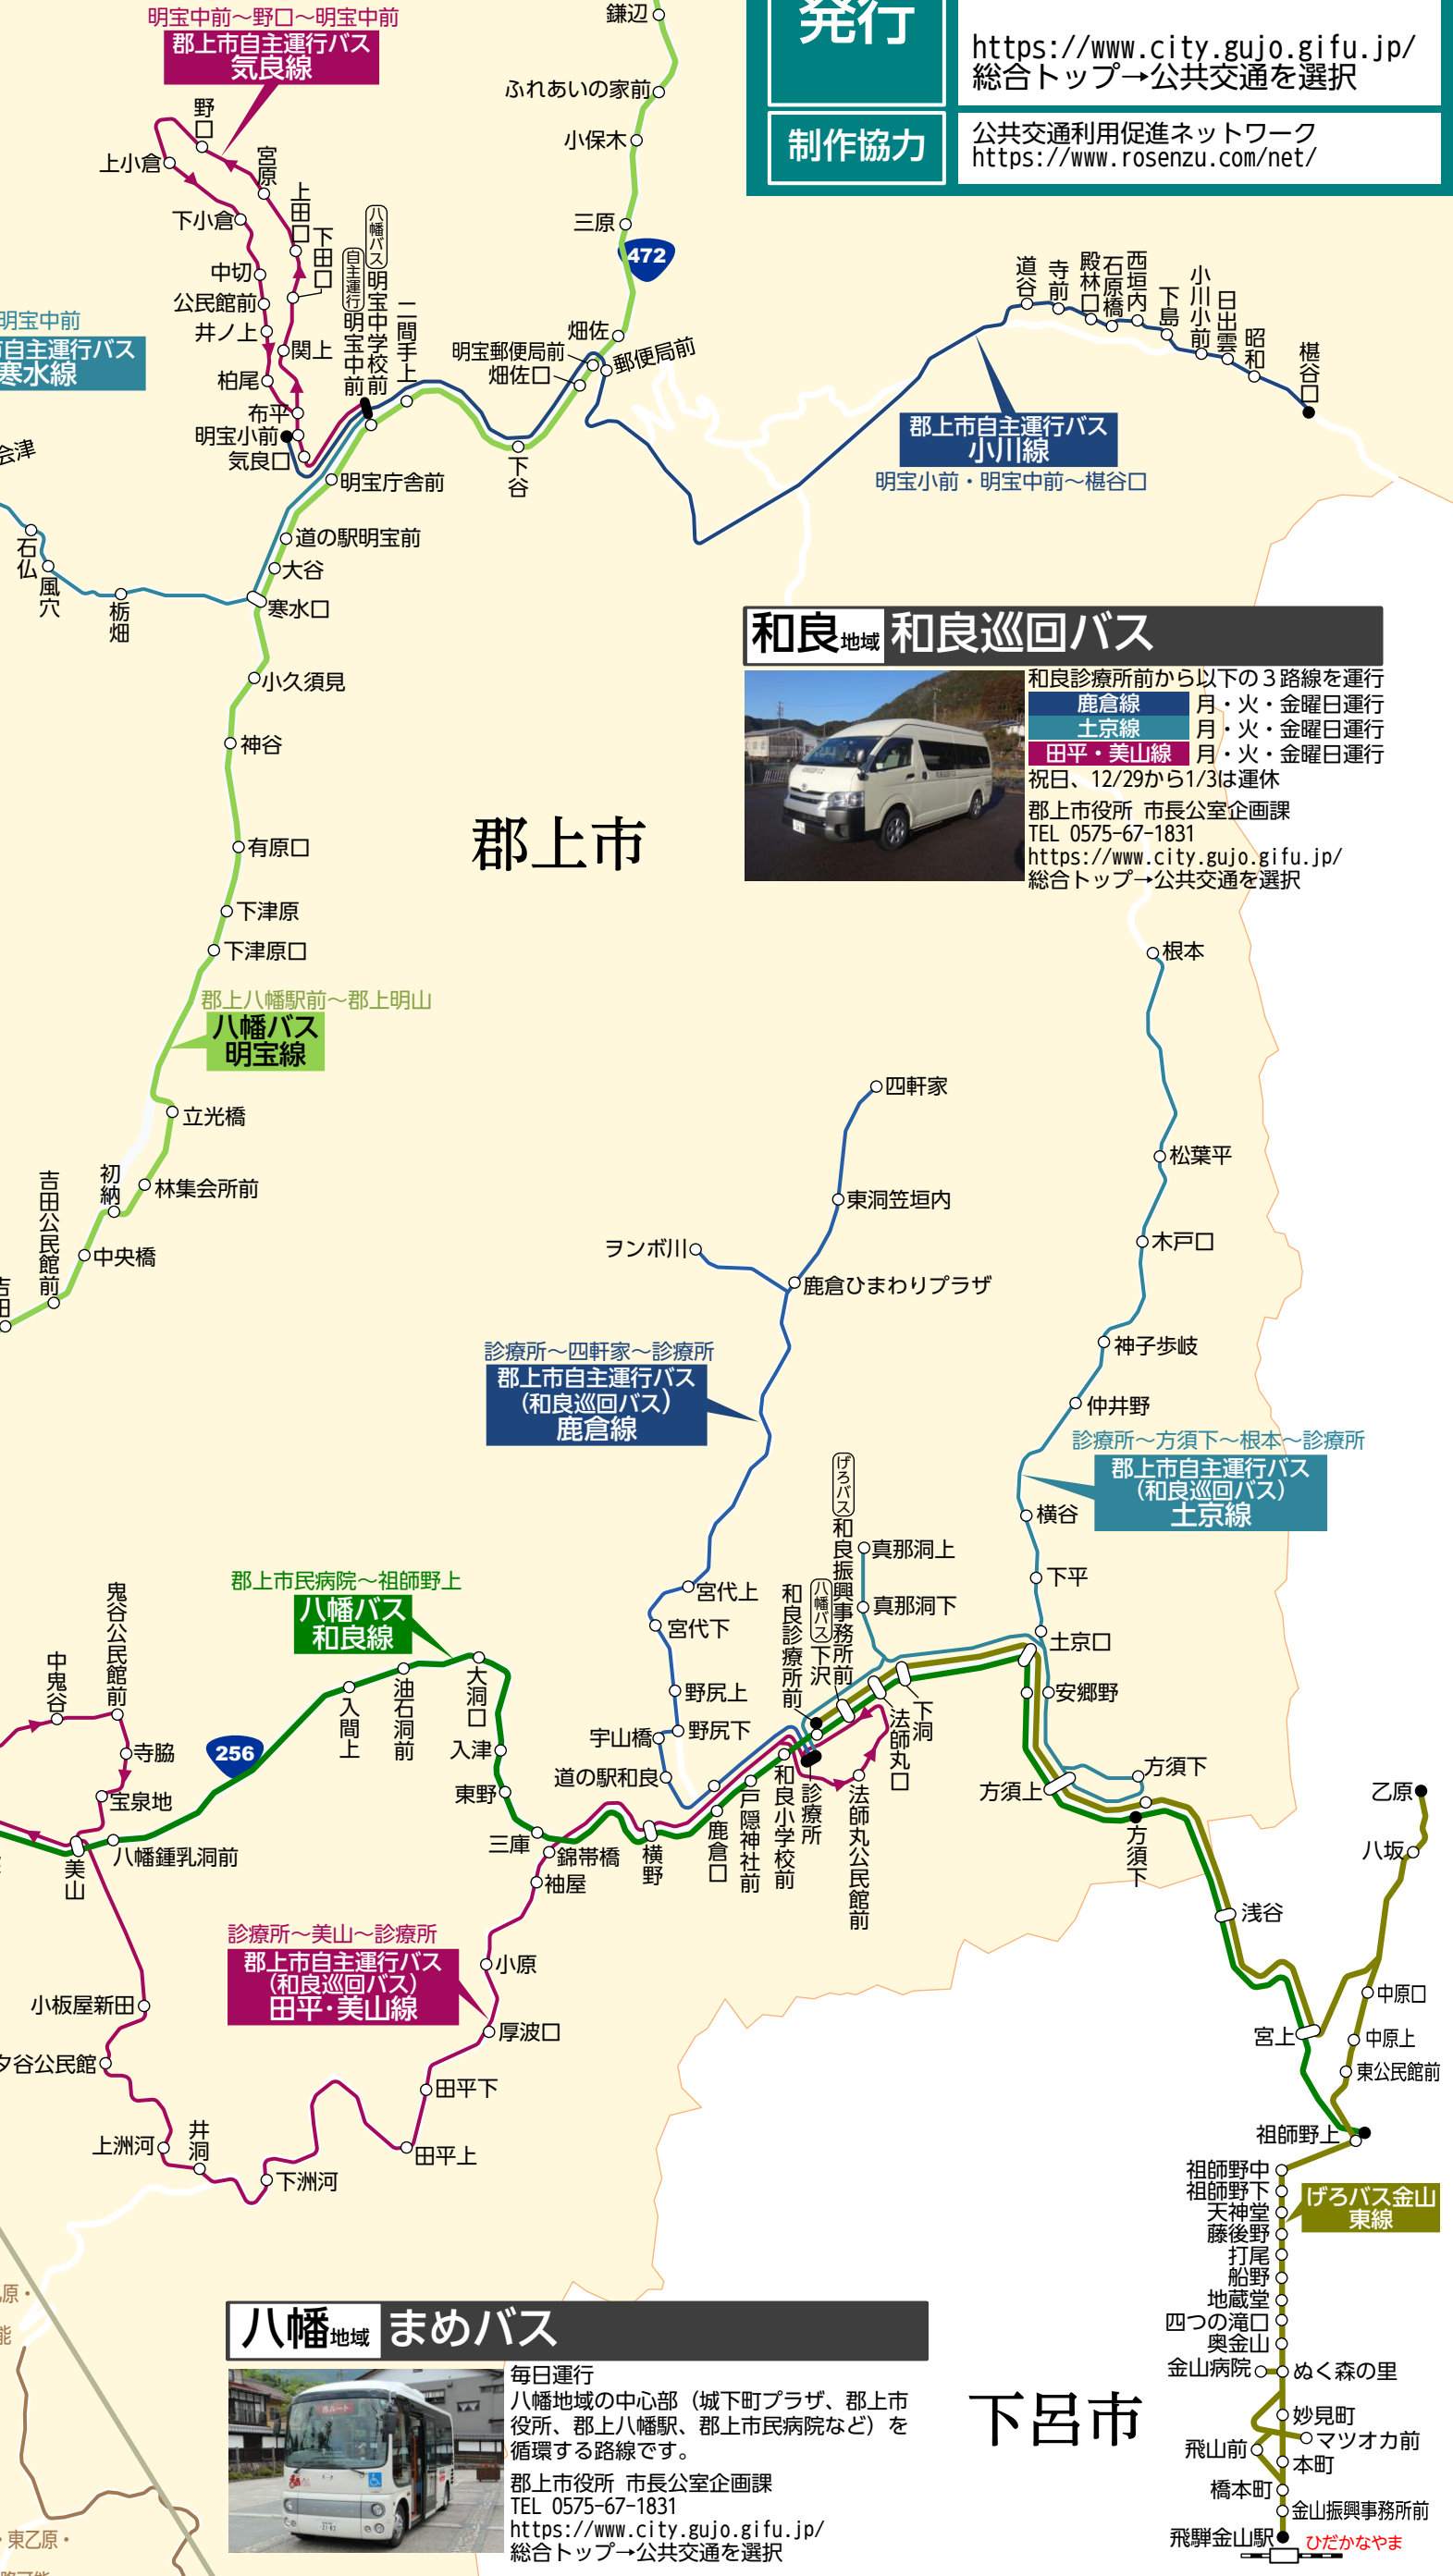 発行
https://www.city.gujo.gifu.jp/
総合トップ→公共交通を選択
制作協力
公共交通利用促進ネットワーク
https://www.rosenzu.com/net/
明宝中前～野口～明宝中前
郡上市自主運行バス
気良線
鎌辺
ふれあいの家前
小保木
三原
472
畑佐
郵便局前
明宝郵便局前
畑佐口
野口
上小倉
宮原
上田口
下田口
下小倉
中切
公民館前
井ノ上
関上
柏尾
布平
明宝小前
気良口
自主運行
明宝中前
八幡バス
明宝中学校前
二間手上
下谷
明宝中前
市自主運行バス
寒水線
会津
石仏
風穴
栃畑
明宝庁舎前
道の駅明宝前
大谷
寒水口
小久須見
神谷
有原口
下津原
下津原口
郡上八幡駅前～郡上明山
八幡バス
明宝線
立光橋
林集会所前
初納
中央橋
吉田公民館前
吉田
道谷
寺前
殿林口
石原橋
西垣内
下島
小川小前
日出雲
昭和
椹谷口
郡上市自主運行バス
小川線
明宝小前・明宝中前～椹谷口
和良地域 和良巡回バス
和良診療所前から以下の３路線を運行
鹿倉線 月・火・金曜日運行
土京線 月・火・金曜日運行
田平・美山線 月・火・金曜日運行
祝日、12/29から1/3は運休
郡上市役所 市長公室企画課
TEL 0575-67-1831
https://www.city.gujo.gifu.jp/
総合トップ→公共交通を選択
郡上市
根本
松葉平
木戸口
神子歩岐
仲井野
診療所～方須下～根本～診療所
郡上市自主運行バス
(和良巡回バス)
土京線
横谷
下平
土京口
安郷野
四軒家
東洞笠垣内
ヲンボ川
鹿倉ひまわりプラザ
診療所～四軒家～診療所
郡上市自主運行バス
(和良巡回バス)
鹿倉線
宮代上
宮代下
野尻上
野尻下
宇山橋
道の駅和良
げろバス
和良振興事務所前
八幡バス
下沢
和良診療所前
真那洞上
真那洞下
下洞
法師丸口
法師丸公民館前
診療所
和良小学校前
戸隠神社前
鹿倉口
横野
方須上
方須下
方須下
郡上市民病院～祖師野上
八幡バス
和良線
鬼谷公民館前
中鬼谷
寺脇
宝泉地
美山
八幡鍾乳洞前
256
入間上
油石洞前
大洞口
入津
東野
三庫
錦帯橋
袖屋
小原
厚波口
田平下
田平上
診療所～美山～診療所
郡上市自主運行バス
(和良巡回バス)
田平・美山線
小板屋新田
夕谷公民館
上洲河
井洞
下洲河
乙原
八坂
浅谷
中原口
中原上
東公民館前
宮上
祖師野上
祖師野中
祖師野下
天神堂
藤後野
打尾
船野
地蔵堂
四つの滝口
奥金山
金山病院
ぬく森の里
妙見町
マツオカ前
飛山前
本町
橋本町
金山振興事務所前
飛騨金山駅
ひだかなやま
げろバス金山
東線
下呂市
八幡地域 まめバス
毎日運行
八幡地域の中心部（城下町プラザ、郡上市
役所、郡上八幡駅、郡上市民病院など）を
循環する路線です。
郡上市役所 市長公室企画課
TEL 0575-67-1831
https://www.city.gujo.gifu.jp/
総合トップ→公共交通を選択
原・
能
・東乙原・